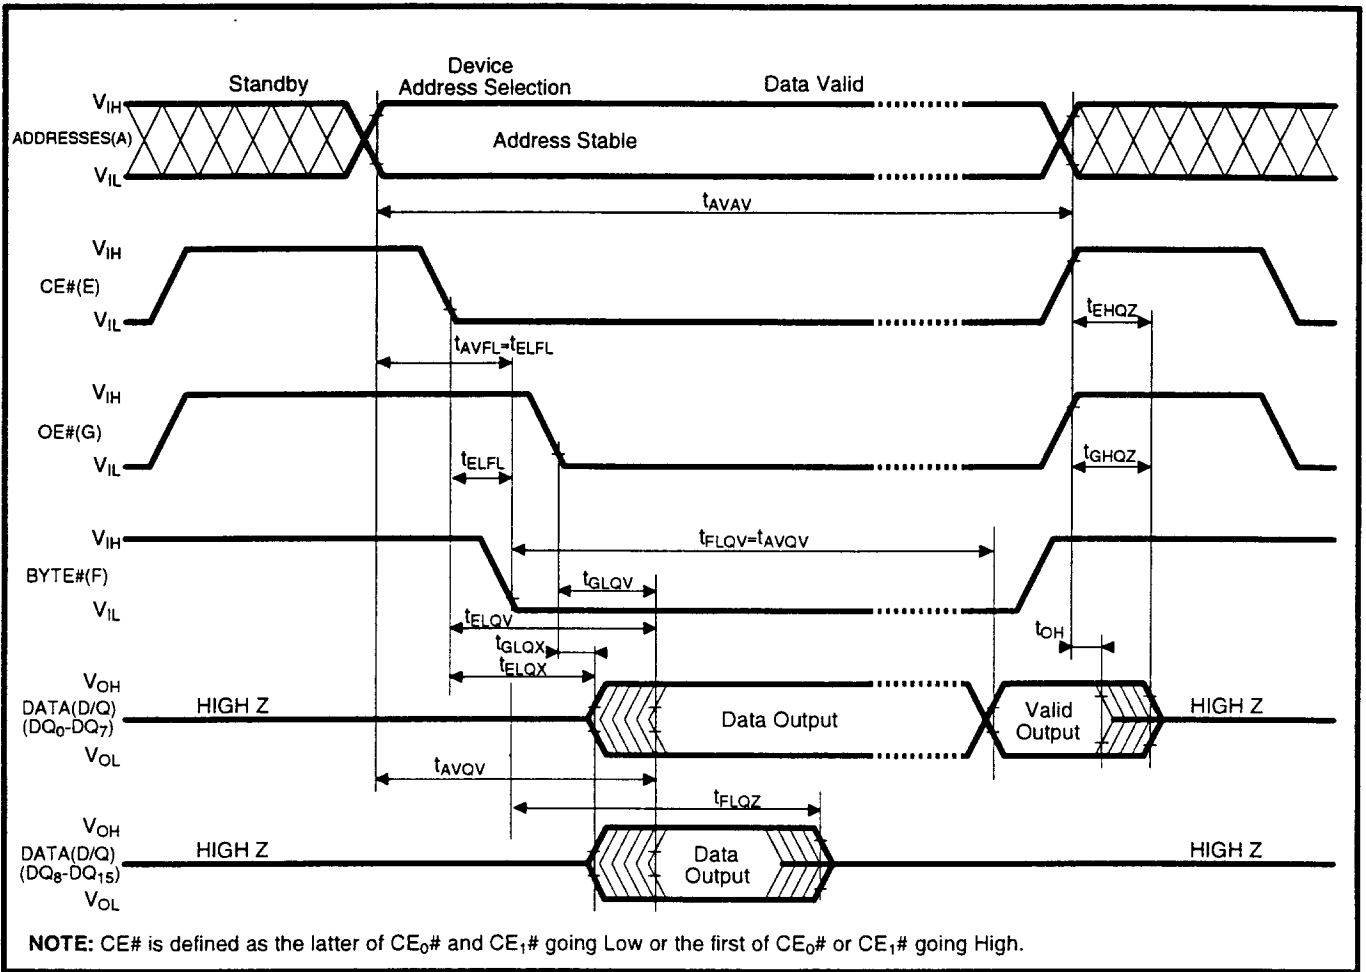 Standby
Device
Address Selection
Data Valid
VIH
ADDRESSES(A)
Address Stable
VIL
tAVAV
VIH
CE#(E)
VIL
tEHQZ
tAVFL=tELFL
VIH
OE#(G)
VIL
tELFL
tGHQZ
VIH
BYTE#(F)
VIL
tFLQV=tAVQV
tGLQV
tELQV
tGLQX
tELQX
tOH
VOH
DATA(D/Q)
(DQ0-DQ7)
VOL
HIGH Z
Data Output
Valid
Output
HIGH Z
tAVQV
tFLQZ
VOH
DATA(D/Q)
(DQ8-DQ15)
VOL
HIGH Z
Data
Output
HIGH Z
NOTE: CE# is defined as the latter of CE0# and CE1# going Low or the first of CE0# or CE1# going High.